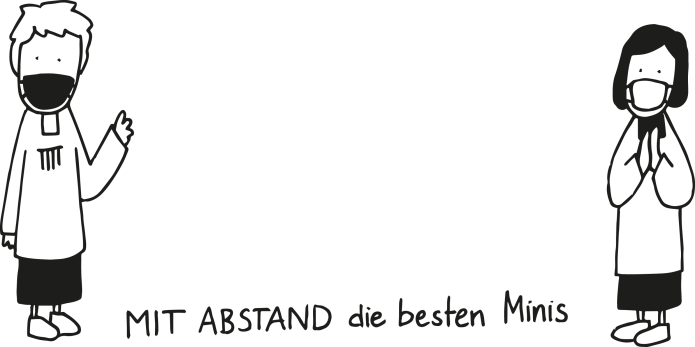 MIT ABSTAND die besten Minis